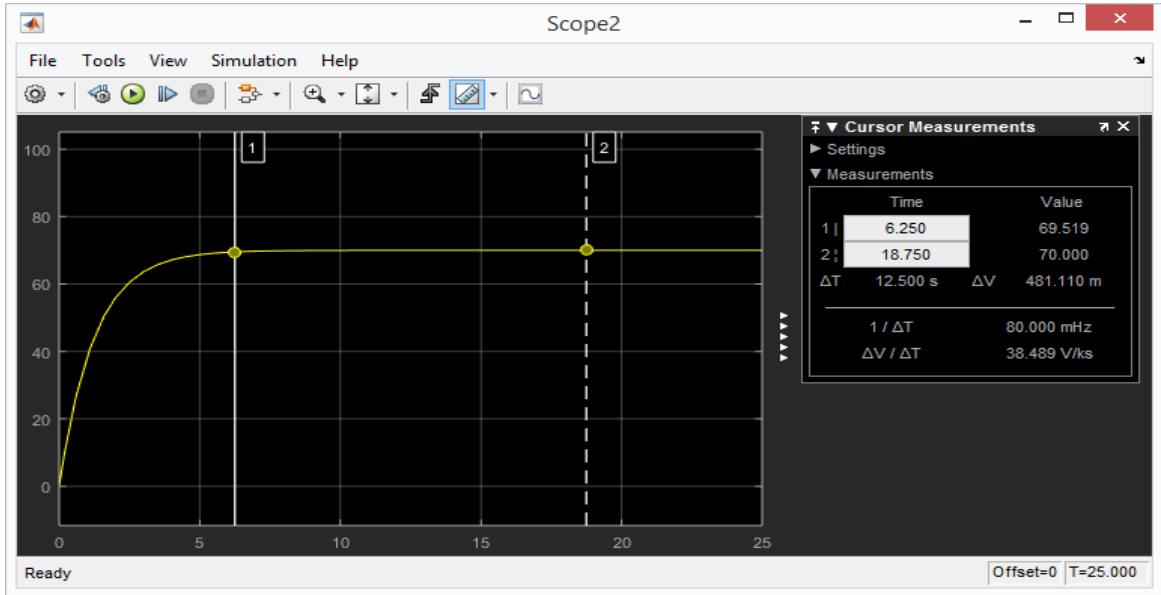 Scope2
File Tools View Simulation Help
Cursor Measurements
Settings
Measurements
Time Value
1 | 6.250 69.519
2 ¦ 18.750 70.000
ΔT 12.500 s ΔV 481.110 m
1 / ΔT 80.000 mHz
ΔV / ΔT 38.489 V/ks
1 2
100
80
60
40
20
0
0 5 10 15 20 25
Ready Offset=0 T=25.000